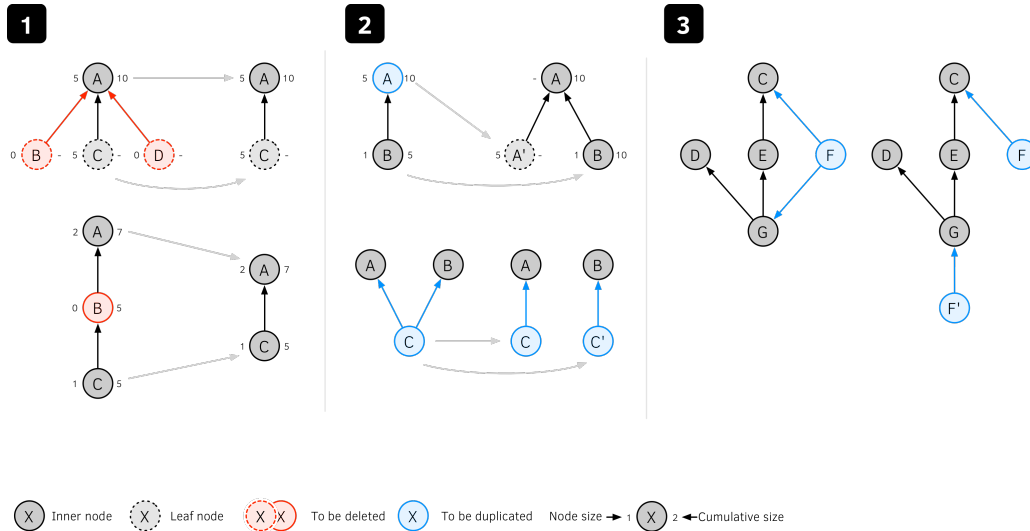 1
2
3
5 A 10
5 A 10
0 B -
5 C -
0 D -
5 C -
2 A 7
2 A 7
0 B 5
1 C 5
1 C 5
5 A 10
- A -
1 B 5
5 A' -
1 B 10
A
B
A
B
C
C
C'
C
C
D
E
F
D
E
F
G
G
F'
X Inner node
X Leaf node
X X To be deleted
X To be duplicated
Node size 1 X 2 Cumulative size